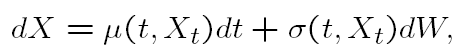 dX = μ(t, X_t)dt + σ(t, X_t)dW,